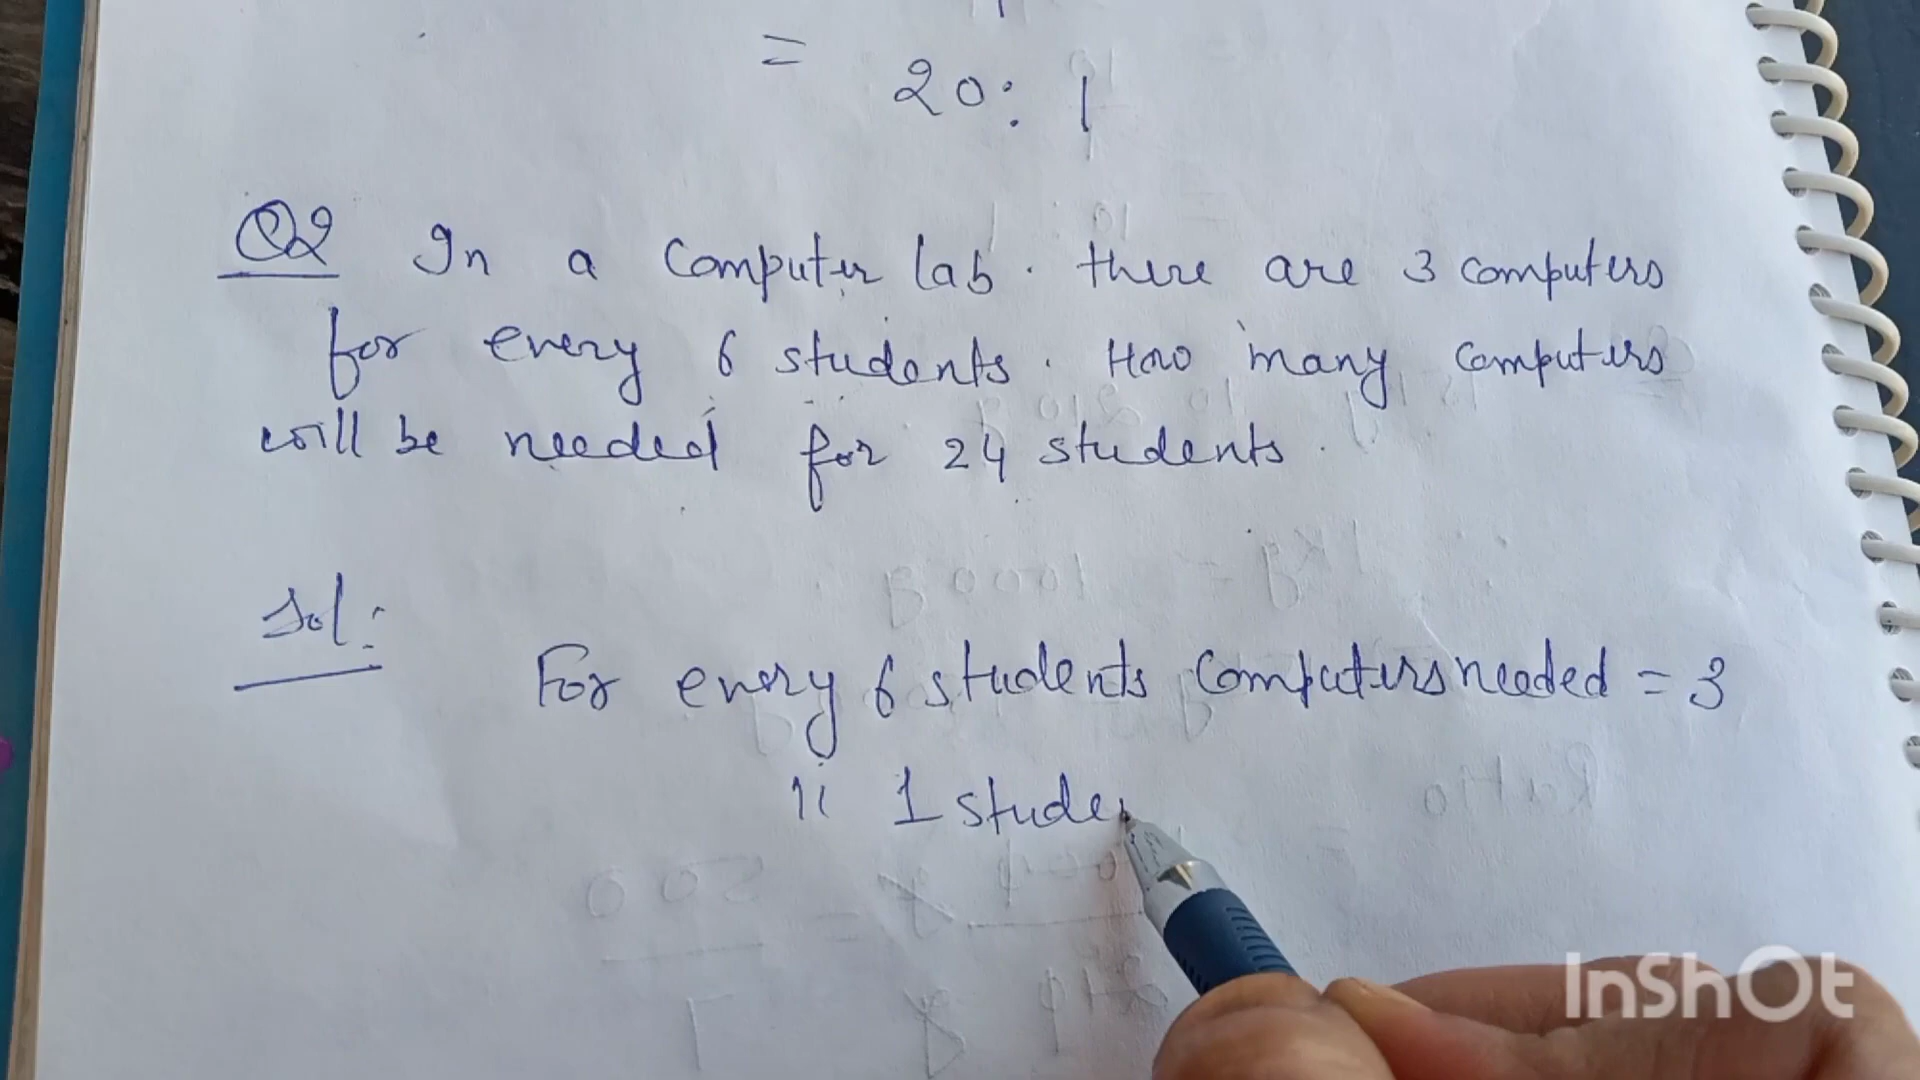 = 20: 1
Q2 In a Computer lab. there are 3 computers
for every 6 students. How many computers
will be needed for 24 students.
Sol:
For every 6 students computers needed = 3
" 1 studen
InShOt